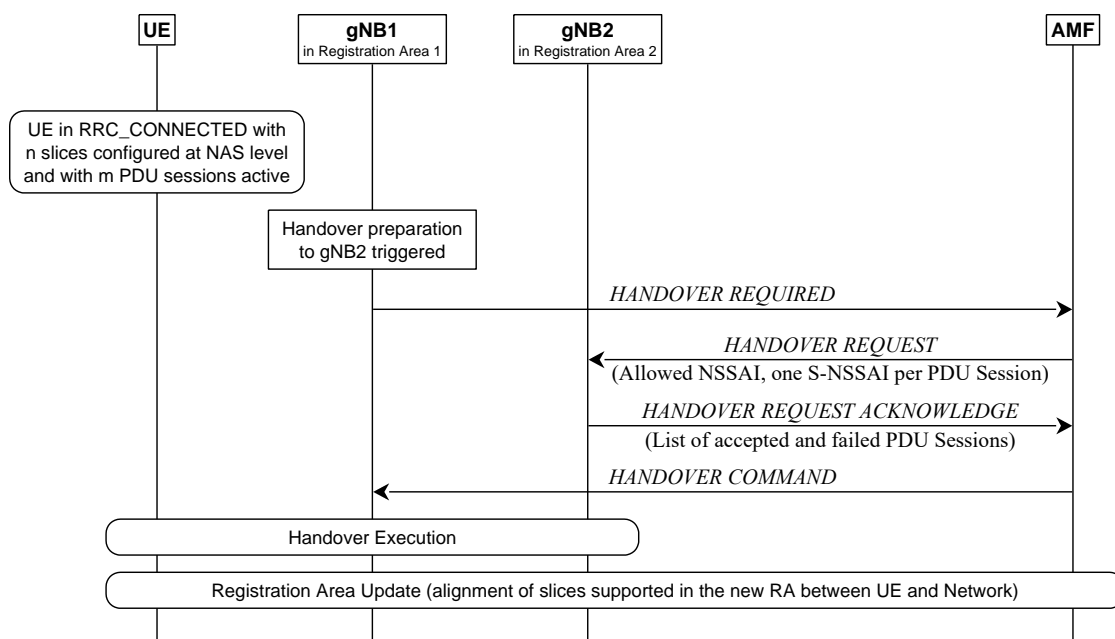 UE
gNB1
in Registration Area 1
gNB2
in Registration Area 2
AMF
UE in RRC_CONNECTED with
n slices configured at NAS level
and with m PDU sessions active
Handover preparation
to gNB2 triggered
HANDOVER REQUIRED
HANDOVER REQUEST
(Allowed NSSAI, one S-NSSAI per PDU Session)
HANDOVER REQUEST ACKNOWLEDGE
(List of accepted and failed PDU Sessions)
HANDOVER COMMAND
Handover Execution
Registration Area Update (alignment of slices supported in the new RA between UE and Network)